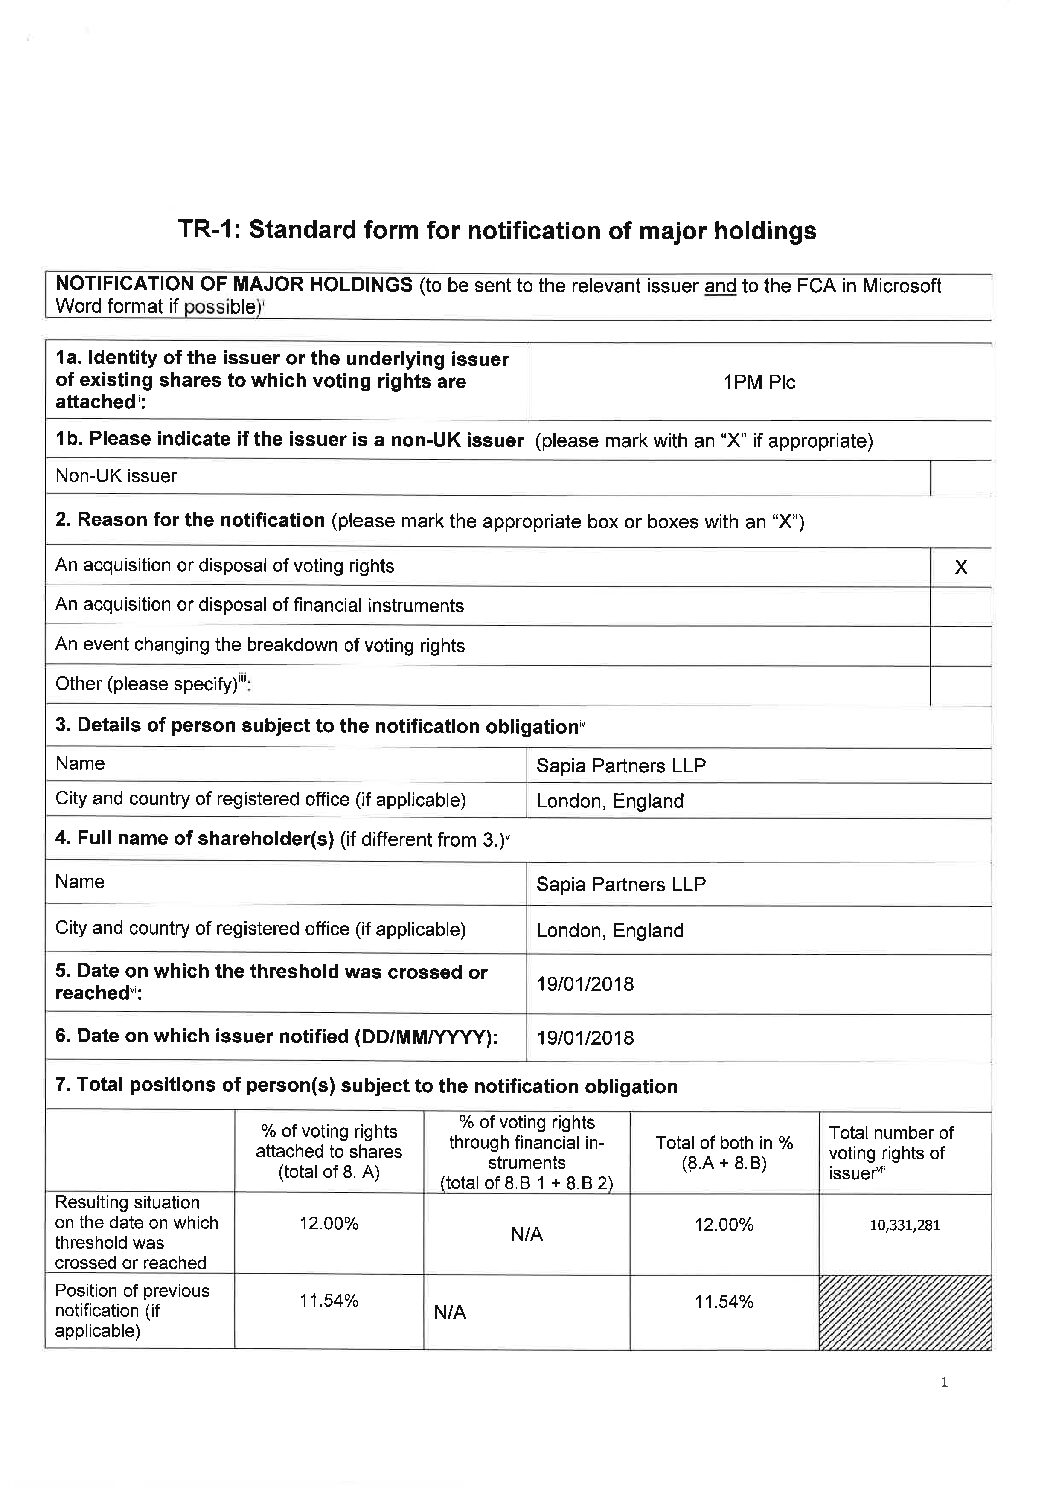 TR-1: Standard form for notification of major holdings
NOTIFICATION OF MAJOR HOLDINGS (to be sent to the relevant issuer and to the FCA in Microsoft
Word format if possible)i
1a. Identity of the issuer or the underlying issuer
of existing shares to which voting rights are
attachedii:
1PM Plc
1b. Please indicate if the issuer is a non-UK issuer (please mark with an "X" if appropriate)
Non-UK issuer
2. Reason for the notification (please mark the appropriate box or boxes with an "X")
An acquisition or disposal of voting rights
X
An acquisition or disposal of financial instruments
An event changing the breakdown of voting rights
Other (please specify)iii:
3. Details of person subject to the notification obligationiv
Name
Sapia Partners LLP
City and country of registered office (if applicable)
London, England
4. Full name of shareholder(s) (if different from 3.)v
Name
Sapia Partners LLP
City and country of registered office (if applicable)
London, England
5. Date on which the threshold was crossed or
reachedvi:
19/01/2018
6. Date on which issuer notified (DD/MM/YYYY):
19/01/2018
7. Total positions of person(s) subject to the notification obligation
% of voting rights
attached to shares
(total of 8. A)
% of voting rights
through financial in-
struments
(total of 8.B 1 + 8.B 2)
Total of both in %
(8.A + 8.B)
Total number of
voting rights of
issuervii
Resulting situation
on the date on which
threshold was
crossed or reached
12.00%
N/A
12.00%
10,331,281
Position of previous
notification (if
applicable)
11.54%
N/A
11.54%
1